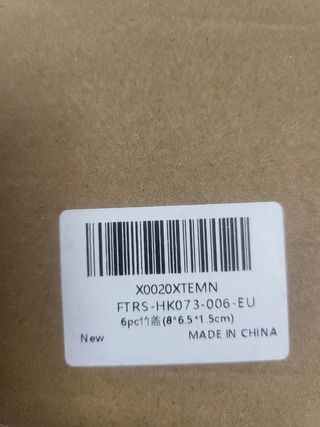 X0020XTEMN
FTRS-HK073-006-EU
6pc竹盖(8*6.5*1.5cm)
New MADE IN CHINA